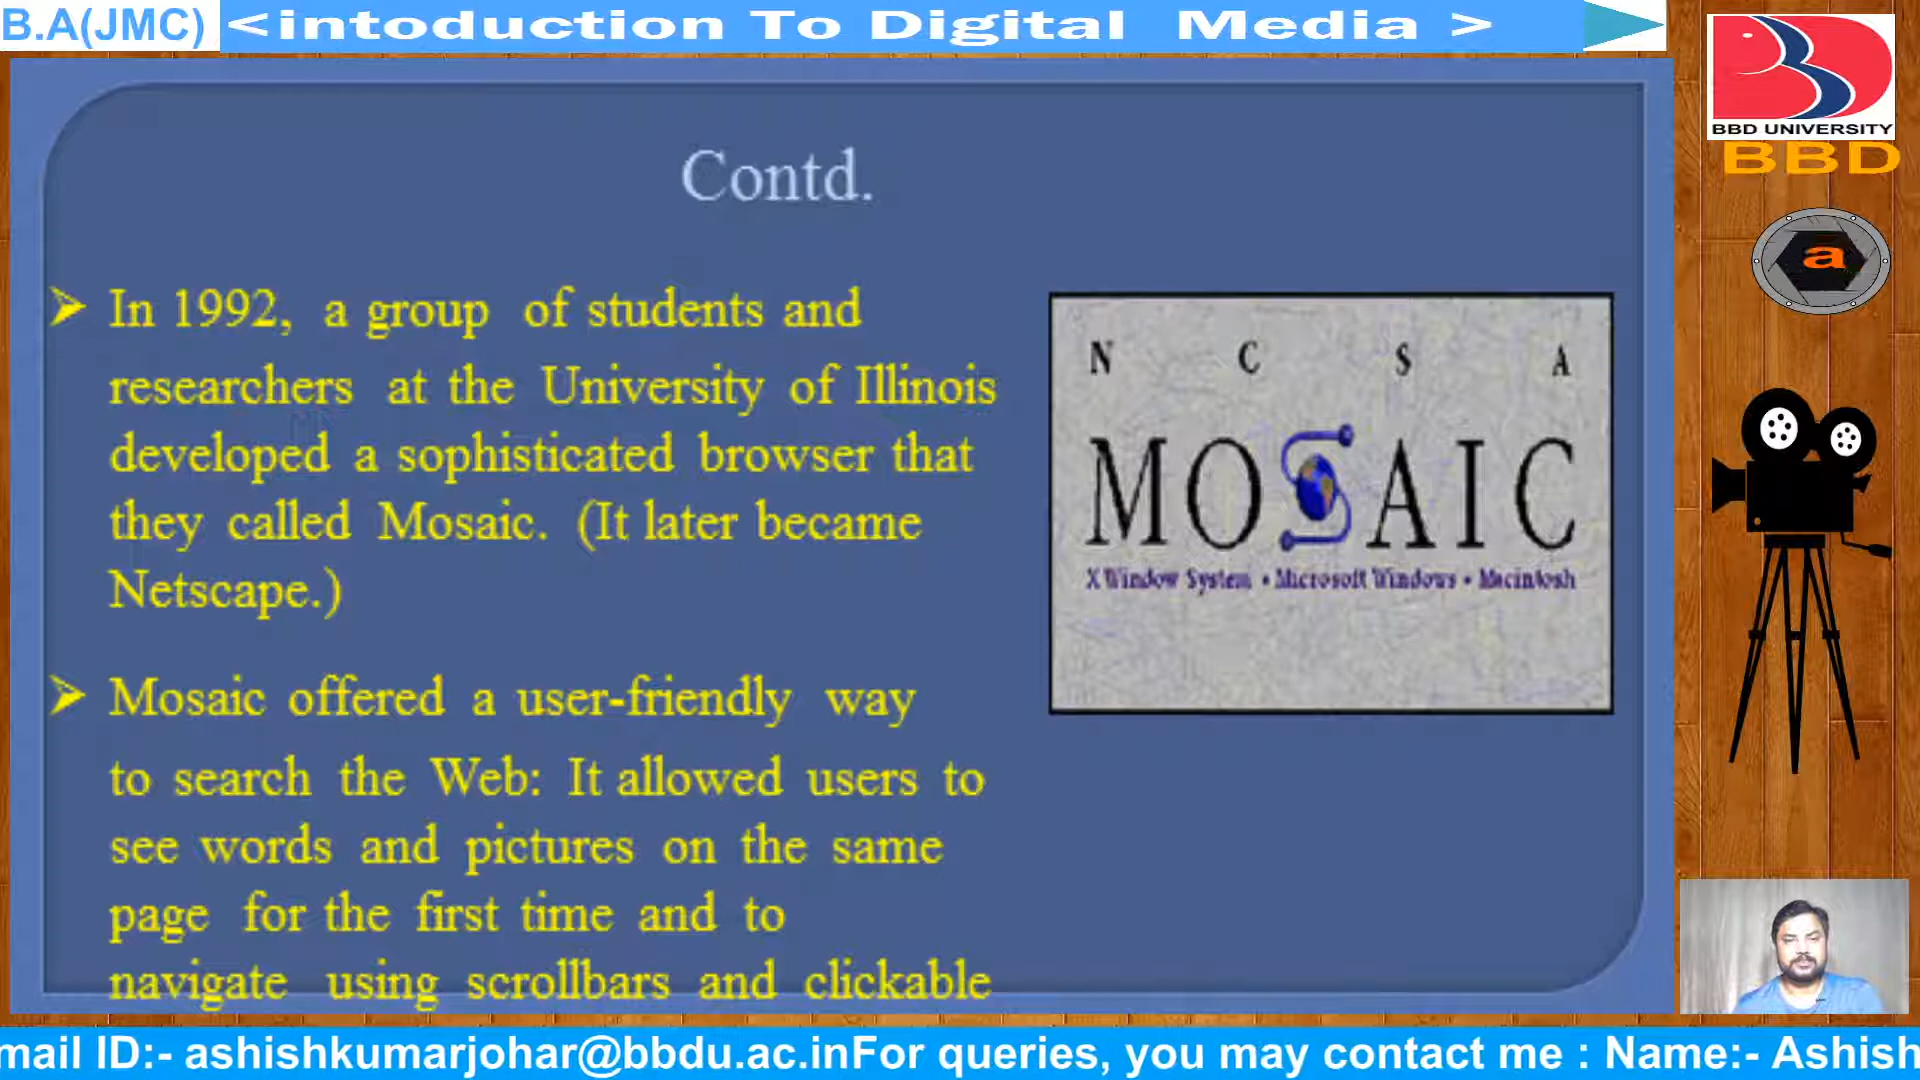 B.A(JMC) <intoduction To Digital Media >
BBD UNIVERSITY
BBD
a
Contd.
In 1992, a group of students and
researchers at the University of Illinois
developed a sophisticated browser that
they called Mosaic. (It later became
Netscape.)
Mosaic offered a user-friendly way
to search the Web: It allowed users to
see words and pictures on the same
page for the first time and to
navigate using scrollbars and clickable
N C S A
MOSAIC
X Window System • Microsoft Windows • Macintosh
mail ID:- ashishkumarjohar@bbdu.ac.inFor queries, you may contact me : Name:- Ashish